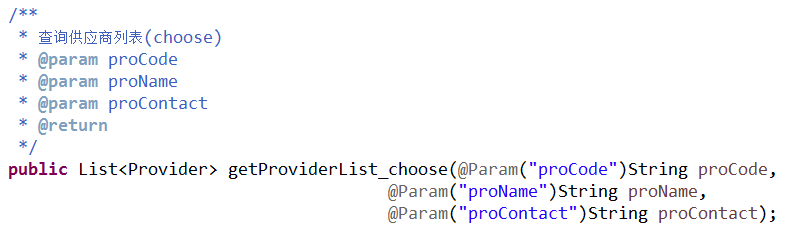 /**
 * 查询供应商列表(choose)
 * @param proCode
 * @param proName
 * @param proContact
 * @return
 */
public List<Provider> getProviderList_choose(@Param("proCode")String proCode,
                                      @Param("proName")String proName,
                                      @Param("proContact")String proContact);